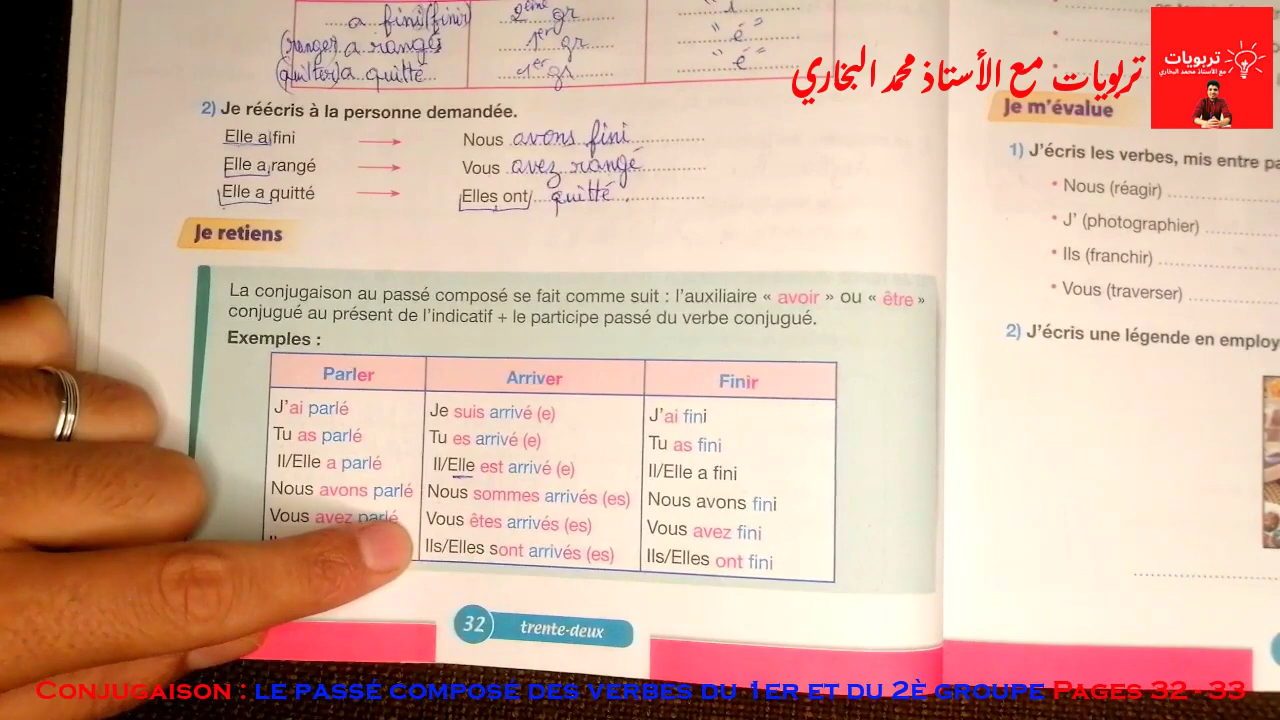 a fini (finir) 2ème gr " i "
(ranger) a rangé 1er gr " é "
(quitter) a quitté 1er gr " é "
تربويات مع الأستاذ محمد البخاري
تربويات
مع الأستاذ محمد البخاري
2) Je réécris à la personne demandée.
Elle a fini → Nous avons fini
Elle a rangé → Vous avez rangé
Elle a quitté → Elles ont quitté.
Je retiens
La conjugaison au passé composé se fait comme suit : l'auxiliaire « avoir » ou « être »
conjugué au présent de l'indicatif + le participe passé du verbe conjugué.
Exemples :
Parler Arriver Finir
J'ai parlé Je suis arrivé (e) J'ai fini
Tu as parlé Tu es arrivé (e) Tu as fini
Il/Elle a parlé Il/Elle est arrivé (e) Il/Elle a fini
Nous avons parlé Nous sommes arrivés (es) Nous avons fini
Vous avez parlé Vous êtes arrivés (es) Vous avez fini
Ils/Elles sont arrivés (es) Ils/Elles ont fini
32 trente-deux
Je m'évalue
1) J'écris les verbes, mis entre
• Nous (réagir)
• J' (photographier)
• Ils (franchir)
• Vous (traverser)
2) J'écris une légende en employ
Conjugaison : le passé composé des verbes du 1er et du 2è groupe Pages 32 - 33